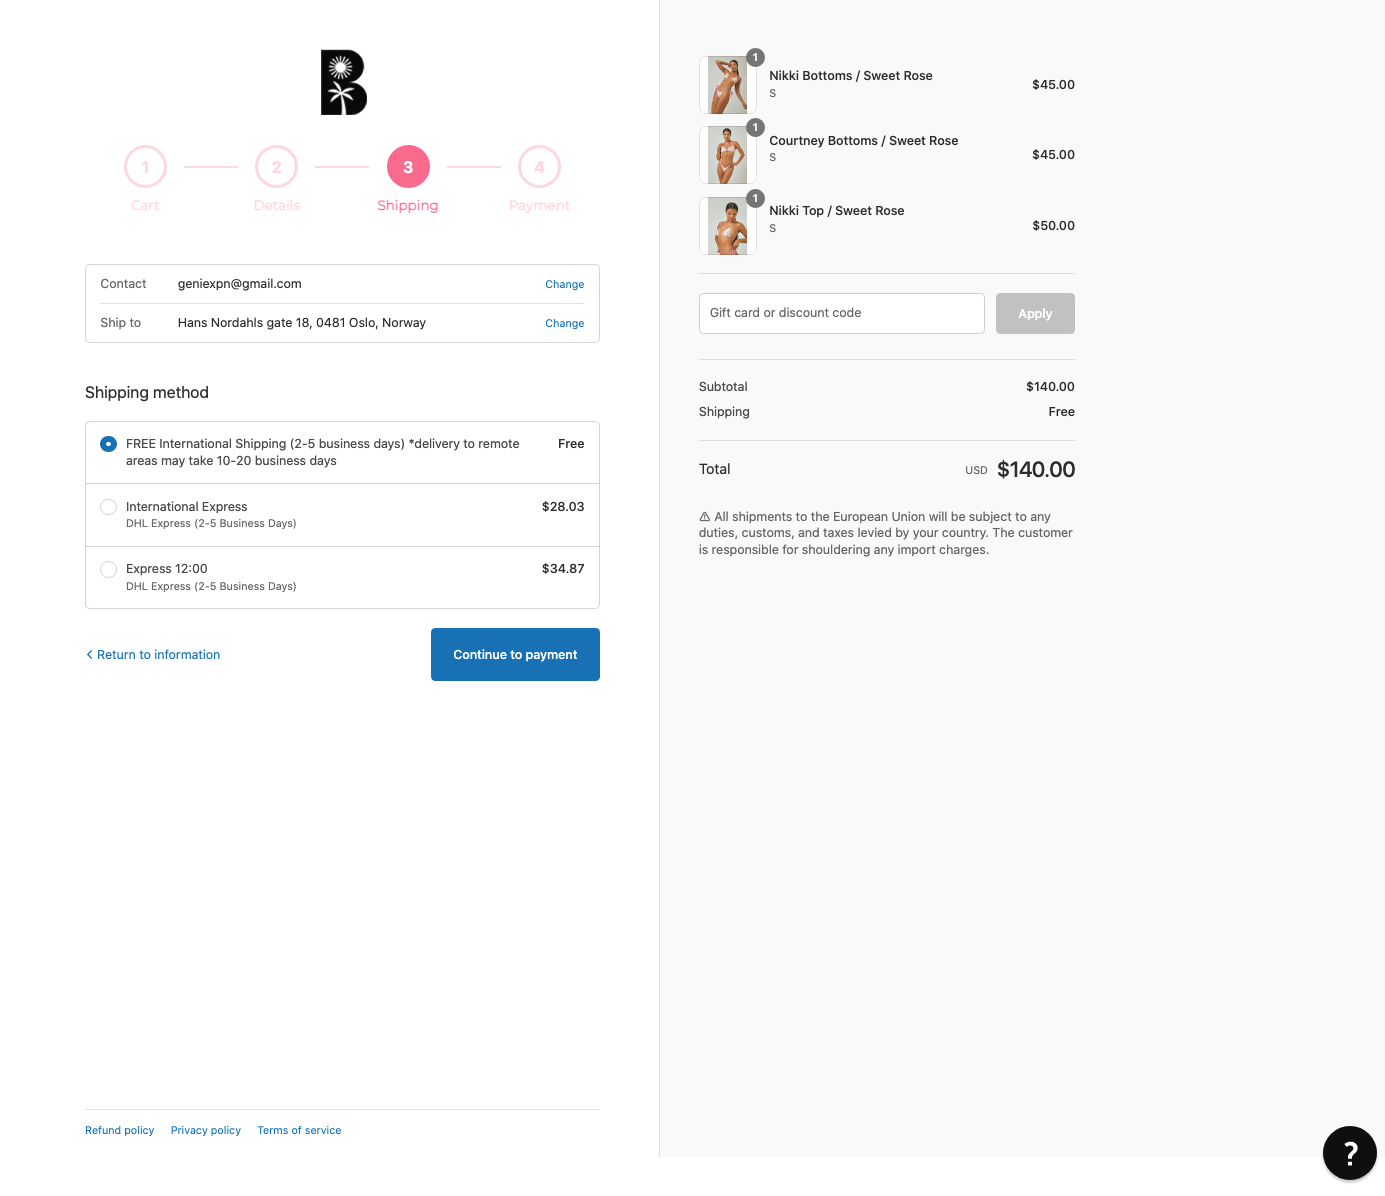 B
1
2
3
4
Cart
Details
Shipping
Payment
Contact
geniexpn@gmail.com
Change
Ship to
Hans Nordahls gate 18, 0481 Oslo, Norway
Change
Shipping method
FREE International Shipping (2-5 business days) *delivery to remote
areas may take 10-20 business days
Free
International Express
DHL Express (2-5 Business Days)
$28.03
Express 12:00
DHL Express (2-5 Business Days)
$34.87
Return to information
Continue to payment
Refund policy
Privacy policy
Terms of service
1
Nikki Bottoms / Sweet Rose
S
$45.00
1
Courtney Bottoms / Sweet Rose
S
$45.00
1
Nikki Top / Sweet Rose
S
$50.00
Gift card or discount code
Apply
Subtotal
$140.00
Shipping
Free
Total
USD $140.00
⚠ All shipments to the European Union will be subject to any
duties, customs, and taxes levied by your country. The customer
is responsible for shouldering any import charges.
?